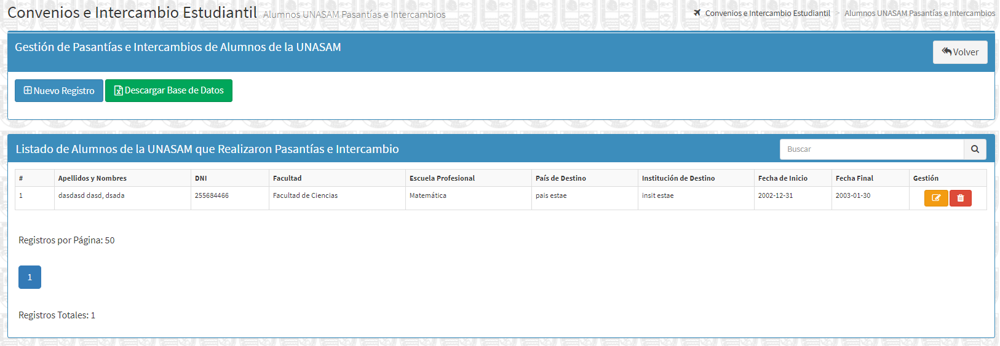 Convenios e Intercambio Estudiantil Alumnos UNASAM Pasantías e Intercambios
Convenios e Intercambio Estudiantil > Alumnos UNASAM Pasantías e Intercambios
Gestión de Pasantías e Intercambios de Alumnos de la UNASAM
Volver
Nuevo Registro Descargar Base de Datos
Listado de Alumnos de la UNASAM que Realizaron Pasantías e Intercambio
Buscar
# Apellidos y Nombres DNI Facultad Escuela Profesional País de Destino Institución de Destino Fecha de Inicio Fecha Final Gestión
1 dasdasd dasd, dsada 255684466 Facultad de Ciencias Matemática pais estae insit estae 2002-12-31 2003-01-30
Registros por Página: 50
1
Registros Totales: 1